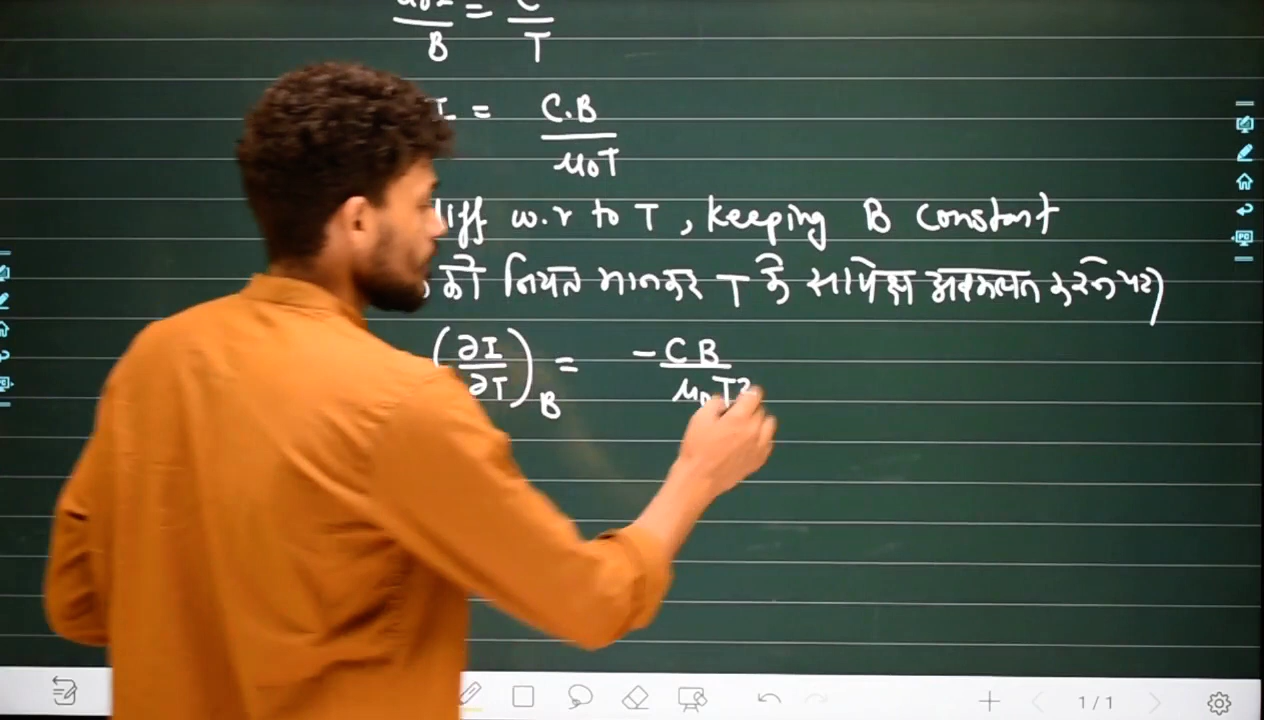 B = C/T
I = C.B/μ₀T
diff w.r to T, keeping B constant
को नियत मानकर T के सापेक्ष अवकलन करने पर)
(∂I/∂T)_B = -CB/μ₀T²
1/1